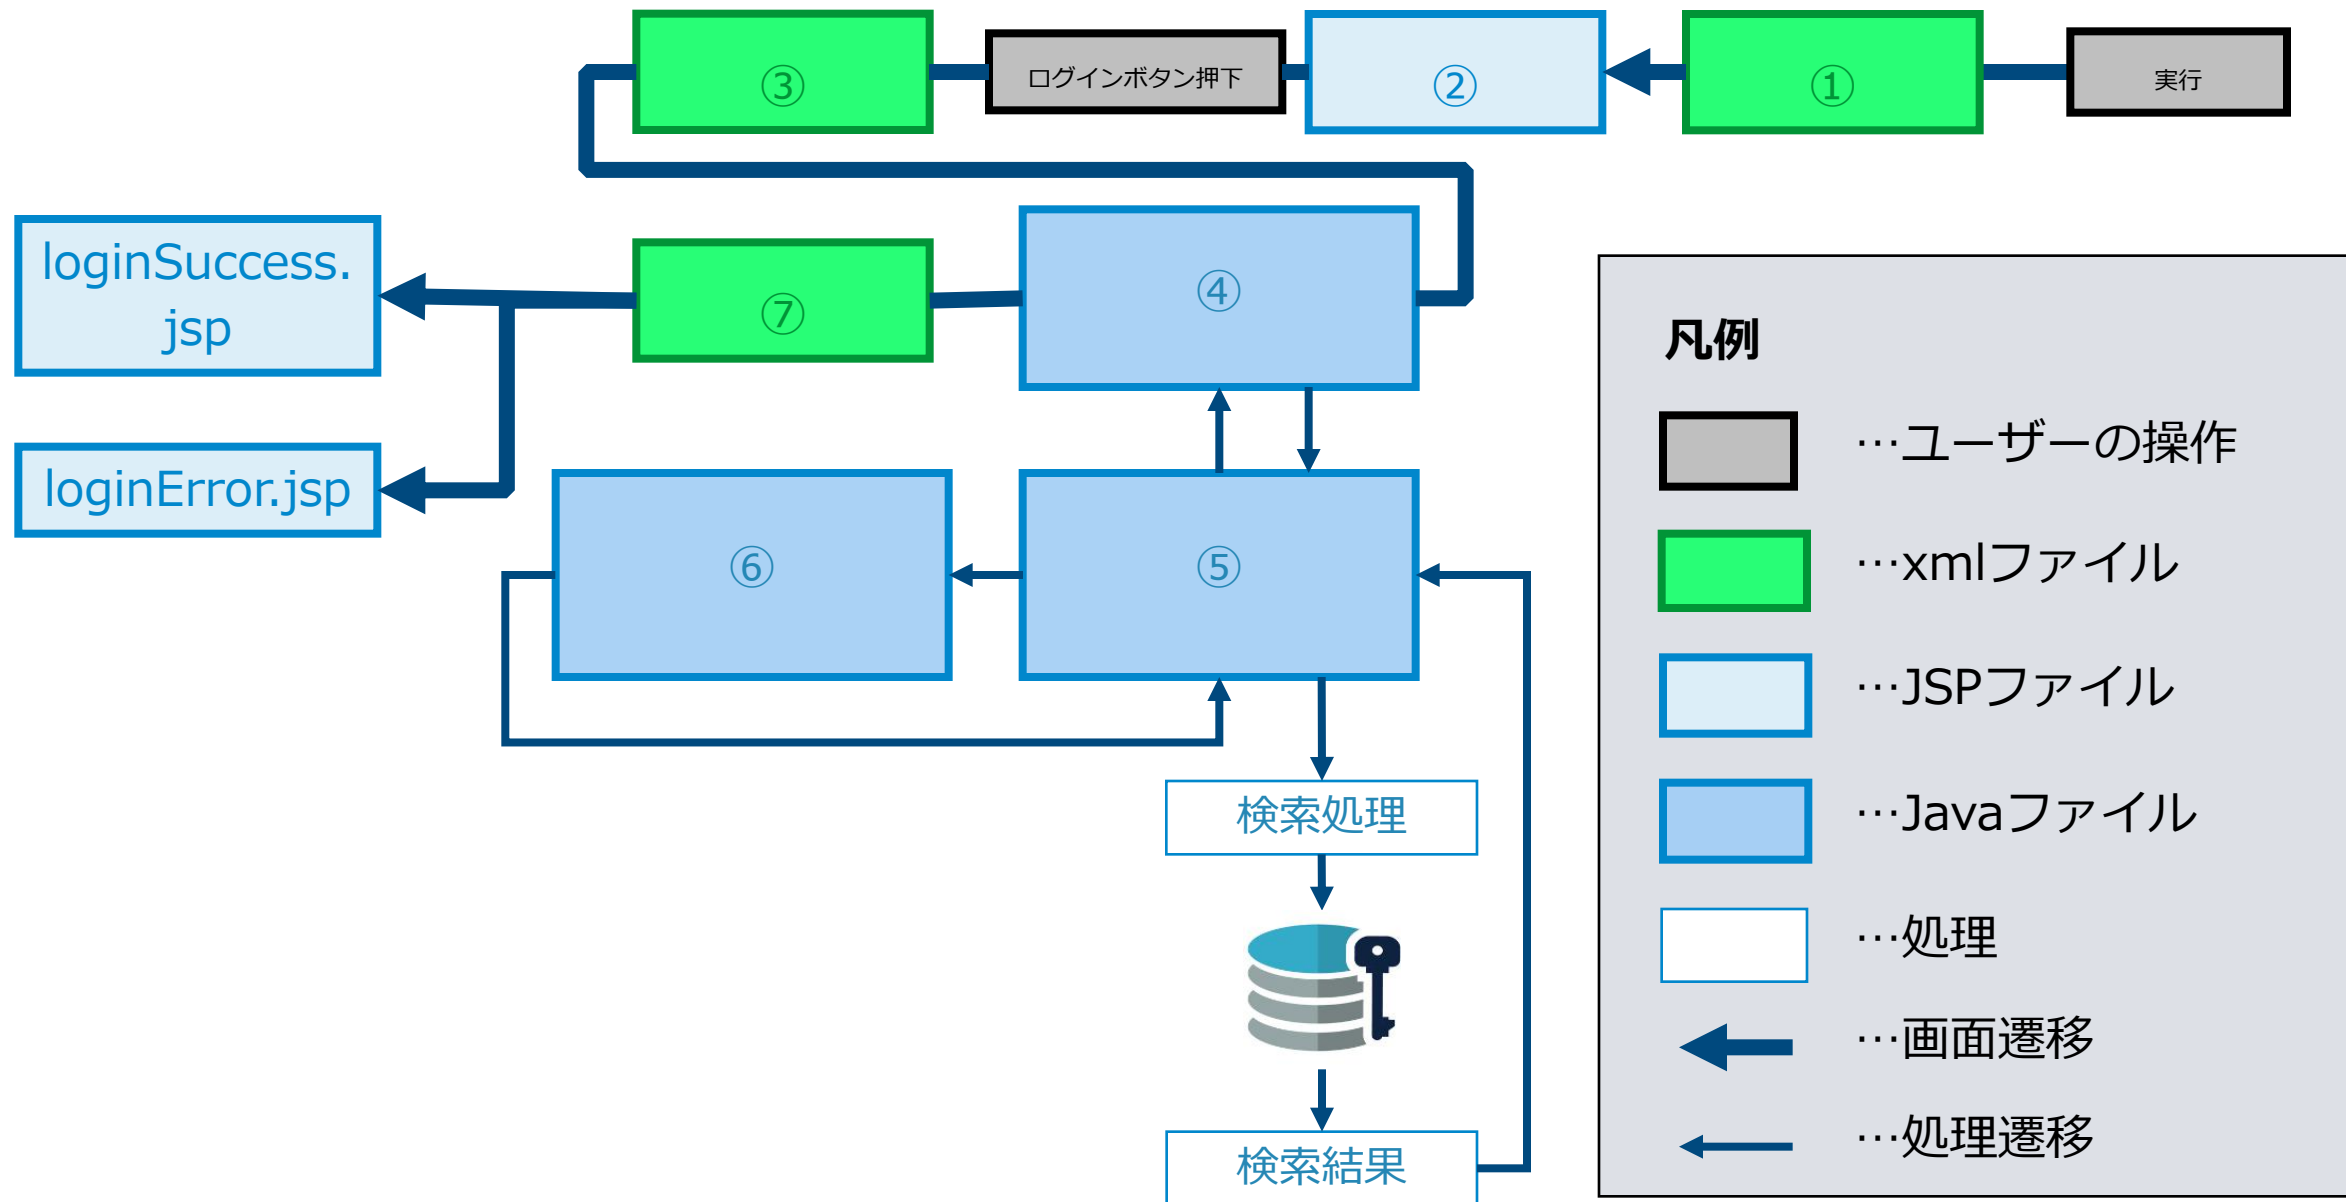 ③
ログインボタン押下
②
①
実行
loginSuccess.
jsp
⑦
④
loginError.jsp
⑥
⑤
検索処理
検索結果
凡例
…ユーザーの操作
…xmlファイル
…JSPファイル
…Javaファイル
…処理
…画面遷移
…処理遷移